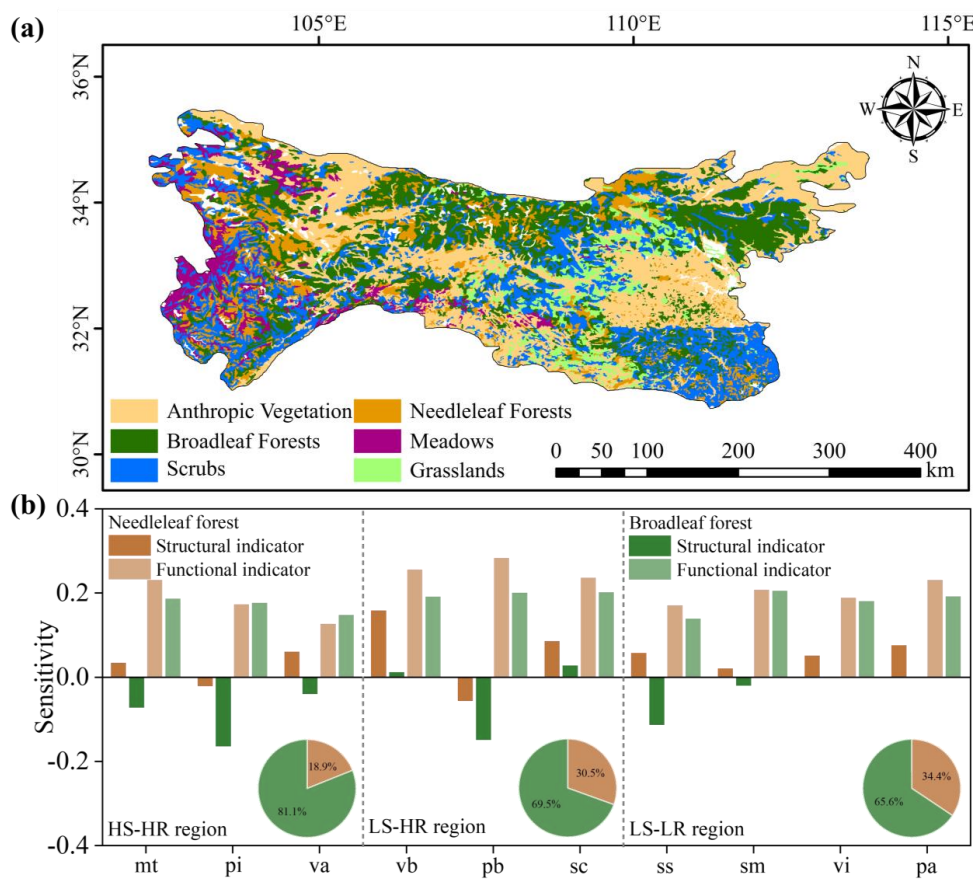 (a)
105°E 110°E 115°E
36°N
34°N
32°N
30°N
N
W E
S
Anthropic Vegetation Needleleaf Forests
Broadleaf Forests Meadows
Scrubs Grasslands
0 50 100 200 300 400
km
(b)
0.4
0.2
0.0
-0.2
-0.4
Sensitivity
Needleleaf forest
Structural indicator
Functional indicator
Broadleaf forest
Structural indicator
Functional indicator
18.9%
81.1%
30.5%
69.5%
34.4%
65.6%
HS-HR region LS-HR region LS-LR region
mt pi va vb pb sc ss sm vi pa